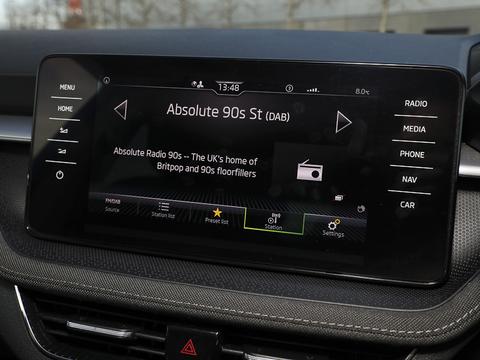 MENU
HOME
13:48
8.0°C
Absolute 90s St (DAB)
Absolute Radio 90s -- The UK's home of
Britpop and 90s floorfillers
FM/DAB
Source
Station list
Preset list
Station
Settings
RADIO
MEDIA
PHONE
NAV
CAR